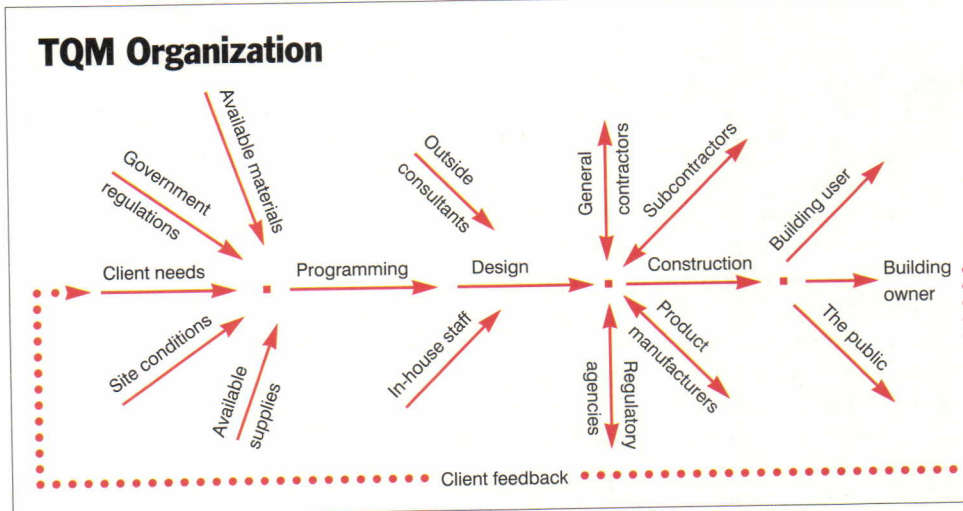 TQM Organization
Available materials
Government
regulations
Client needs
Site conditions
Available
supplies
Programming
Outside
consultants
Design
In-house staff
General
contractors
Subcontractors
Construction
Product
manufacturers
Regulatory
agencies
Building user
Building
owner
The public
Client feedback